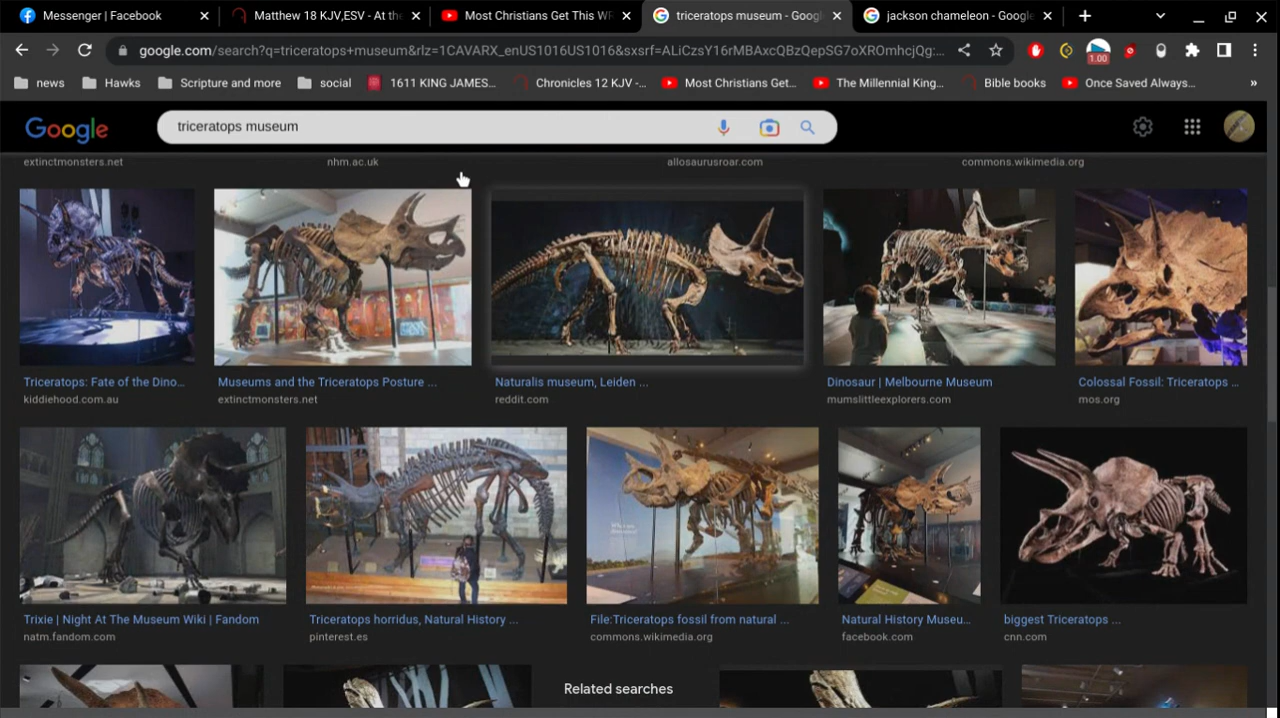 Messenger | Facebook
Matthew 18 KJV,ESV - At the
Most Christians Get This WR
triceratops museum - Googl
jackson chameleon - Google
google.com/search?q=triceratops+museum&rlz=1CAVARX_enUS1016US1016&sxsrf=ALiCzsY16rMBAxcQBzQepSG7oXROmhcjQg:...
1.00
news
Hawks
Scripture and more
social
1611 KING JAMES...
Chronicles 12 KJV -...
Most Christians Get...
The Millennial King...
Bible books
Once Saved Always...
»
Google
triceratops museum
extinctmonsters.net
nhm.ac.uk
allosaurusroar.com
commons.wikimedia.org
Triceratops: Fate of the Dino...
kiddiehood.com.au
Museums and the Triceratops Posture ...
extinctmonsters.net
Naturalis museum, Leiden ...
reddit.com
Dinosaur | Melbourne Museum
mumslittleexplorers.com
Colossal Fossil: Triceratops ...
mos.org
Trixie | Night At The Museum Wiki | Fandom
natm.fandom.com
Triceratops horridus, Natural History ...
pinterest.es
File:Triceratops fossil from natural ...
commons.wikimedia.org
Natural History Museu...
facebook.com
biggest Triceratops ...
cnn.com
Related searches